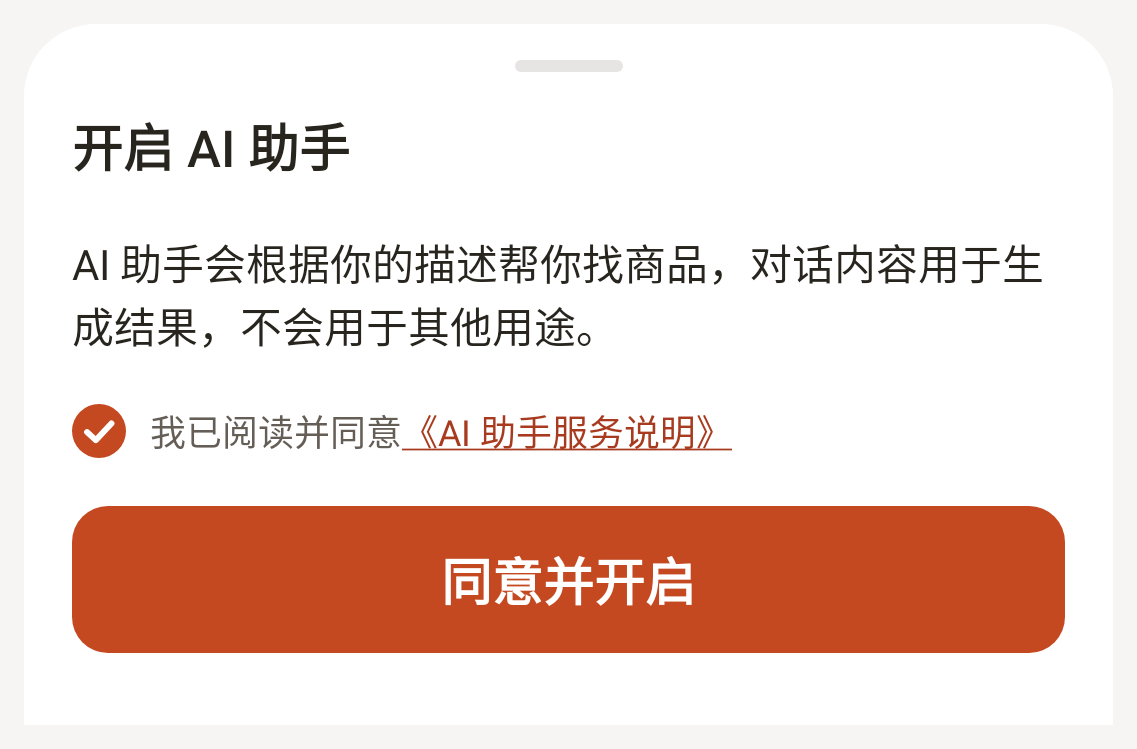 开启 AI 助手
AI 助手会根据你的描述帮你找商品，对话内容用于生
成结果，不会用于其他用途。
我已阅读并同意《AI 助手服务说明》
同意并开启